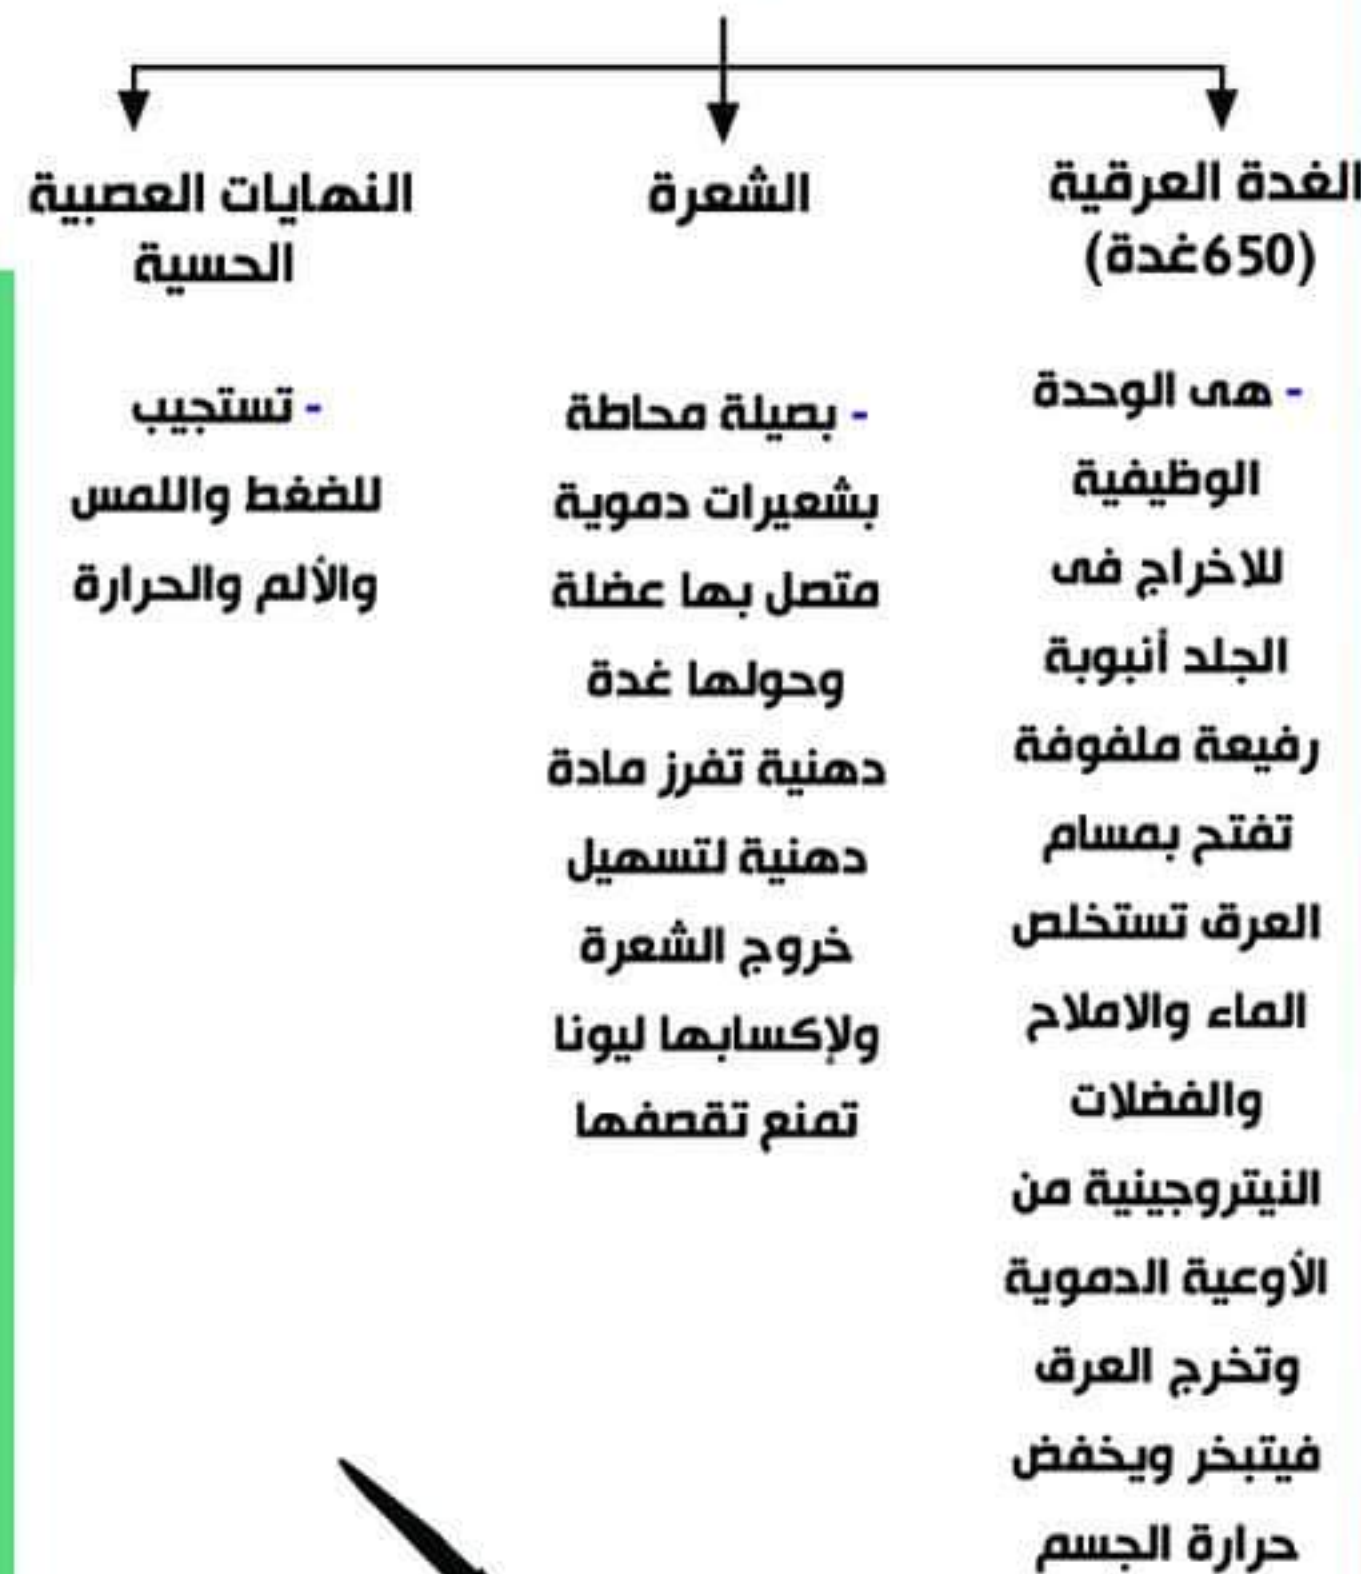 الغدة العرقية
(650غدة)
- هى الوحدة
الوظيفية
للاخراج فى
الجلد أنبوبة
رفيعة ملفوفة
تفتح بمسام
العرق تستخلص
الماء والاملاح
والفضلات
النيتروجينية من
الأوعية الدموية
وتخرج العرق
فيتبخر ويخفض
حرارة الجسم
الشعرة
- بصيلة محاطة
بشعيرات دموية
متصل بها عضلة
وحولها غدة
دهنية تفرز مادة
دهنية لتسهيل
خروج الشعرة
ولإكسابها ليونا
تمنع تقصفها
النهايات العصبية
الحسية
- تستجيب
للضغط واللمس
والألم والحرارة